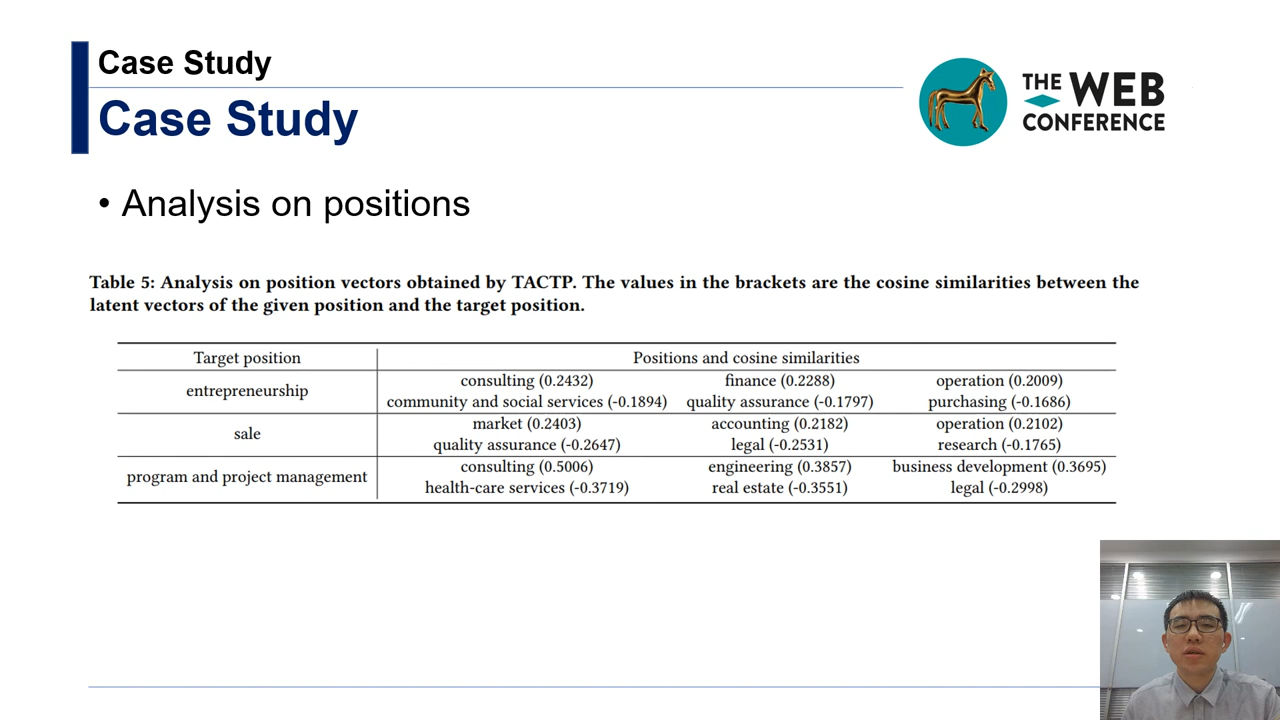 Case Study
Case Study
THE WEB
CONFERENCE
• Analysis on positions
Table 5: Analysis on position vectors obtained by TACTP. The values in the brackets are the cosine similarities between the
latent vectors of the given position and the target position.
Target position Positions and cosine similarities
entrepreneurship
consulting (0.2432) finance (0.2288) operation (0.2009)
community and social services (-0.1894) quality assurance (-0.1797) purchasing (-0.1686)
sale
market (0.2403) accounting (0.2182) operation (0.2102)
quality assurance (-0.2647) legal (-0.2531) research (-0.1765)
program and project management
consulting (0.5006) engineering (0.3857) business development (0.3695)
health-care services (-0.3719) real estate (-0.3551) legal (-0.2998)